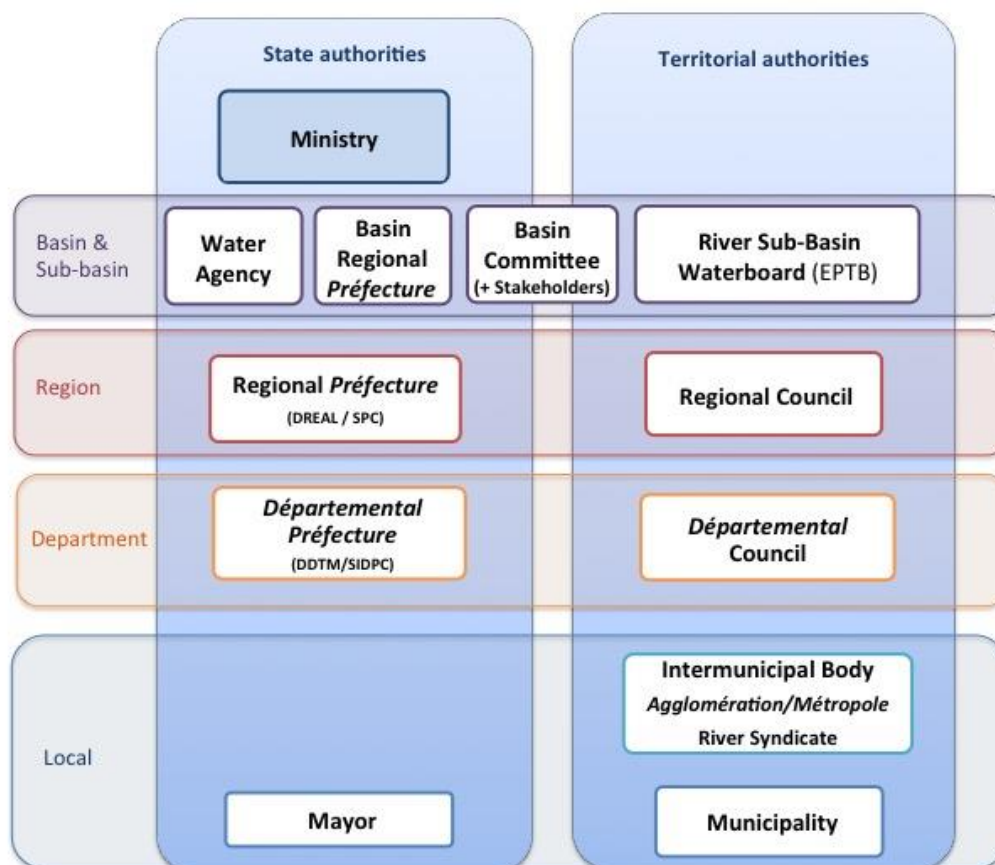 State authorities
Territorial authorities
Ministry
Basin &
Sub-basin
Water
Agency
Basin
Regional
Préfecture
Basin
Committee
(+ Stakeholders)
River Sub-Basin
Waterboard (EPTB)
Region
Regional Préfecture
(DREAL / SPC)
Regional Council
Department
Départemental
Préfecture
(DDTM/SIDPC)
Départemental
Council
Local
Intermunicipal Body
Agglomération/Métropole
River Syndicate
Mayor
Municipality